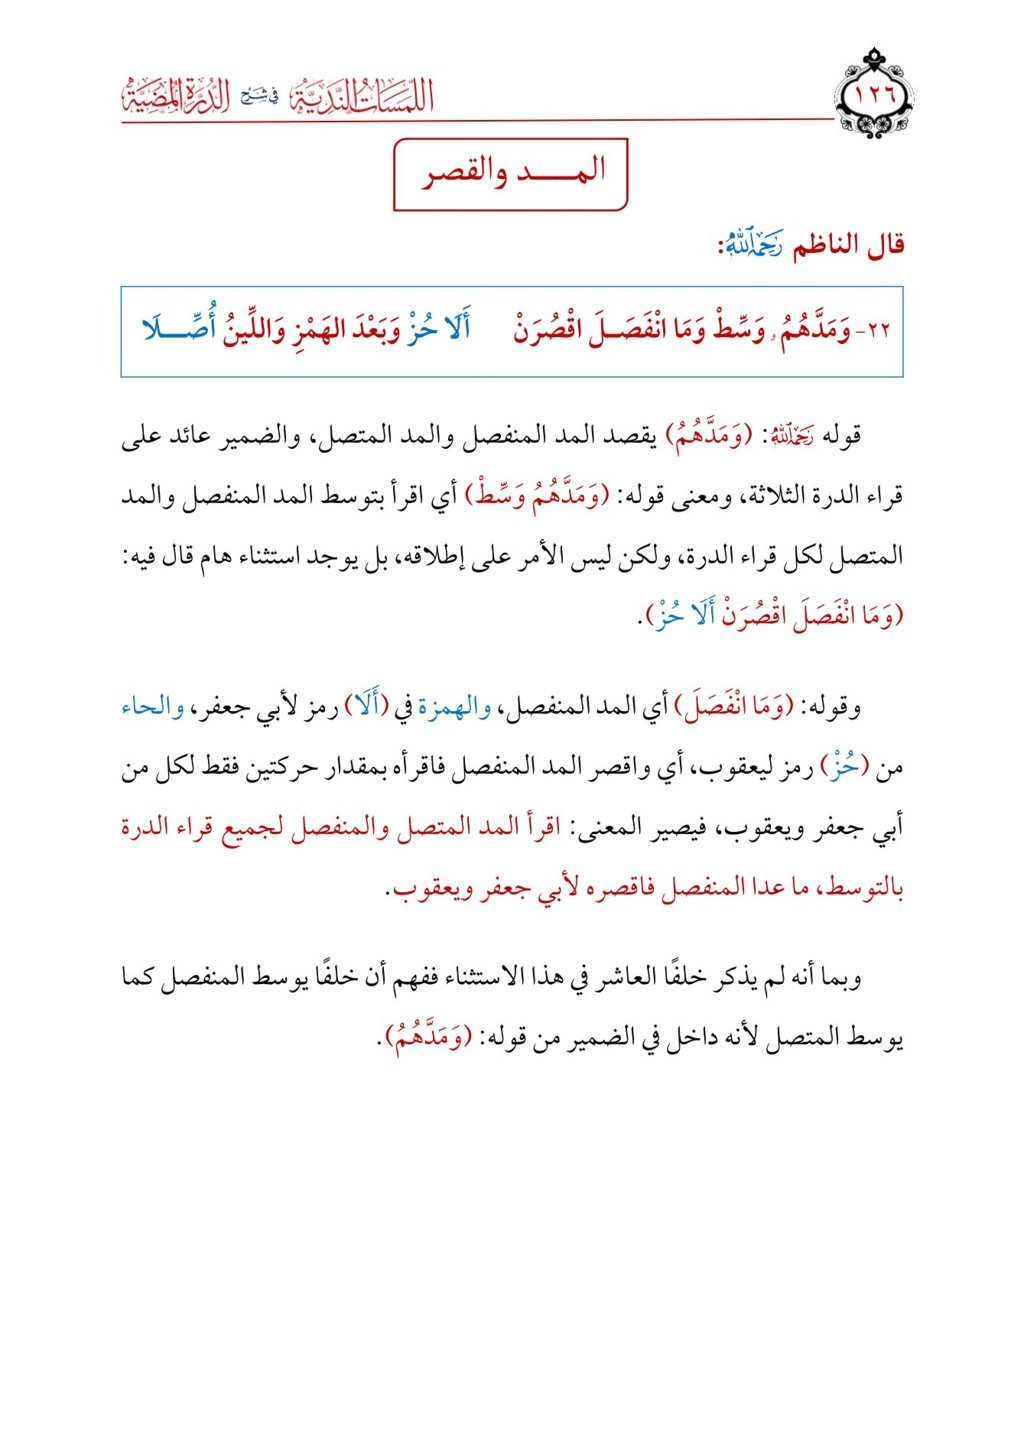 ١٢٦
اللمسات الندية في شرح الدرة المضية
المـــد والقصر
قال الناظم رَحِمَهُ اللَّهُ:
٢٢- وَمَدَّهُمُۥ وَسِّطْ وَمَا انْفَصَـلَ اقْصُرَنْ أَلَا حُزْ وَبَعْدَ الهَمْزِ وَاللِّينُ أُصِّـــلَا
قوله رَحِمَهُ اللَّهُ: (وَمَدَّهُمُ) يقصد المد المنفصل والمد المتصل، والضمير عائد على
قراء الدرة الثلاثة، ومعنى قوله: (وَمَدَّهُمُ وَسِّطْ) أي اقرأ بتوسط المد المنفصل والمد
المتصل لكل قراء الدرة، ولكن ليس الأمر على إطلاقه، بل يوجد استثناء هام قال فيه:
(وَمَا انْفَصَلَ اقْصُرَنْ أَلَا حُزْ).
وقوله: (وَمَا انْفَصَلَ) أي المد المنفصل، والهمزة في (أَلَا) رمز لأبي جعفر، والحاء
من (حُزْ) رمز ليعقوب، أي واقصر المد المنفصل فاقرأه بمقدار حركتين فقط لكل من
أبي جعفر ويعقوب، فيصير المعنى: اقرأ المد المتصل والمنفصل لجميع قراء الدرة
بالتوسط، ما عدا المنفصل فاقصره لأبي جعفر ويعقوب.
وبما أنه لم يذكر خلفًا العاشر في هذا الاستثناء ففهم أن خلفًا يوسط المنفصل كما
يوسط المتصل لأنه داخل في الضمير من قوله: (وَمَدَّهُمُ).